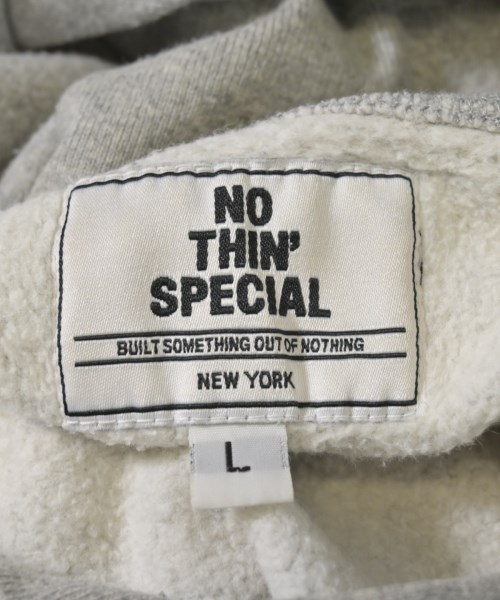 NO
THIN'
SPECIAL
BUILT SOMETHING OUT OF NOTHING
NEW YORK
L